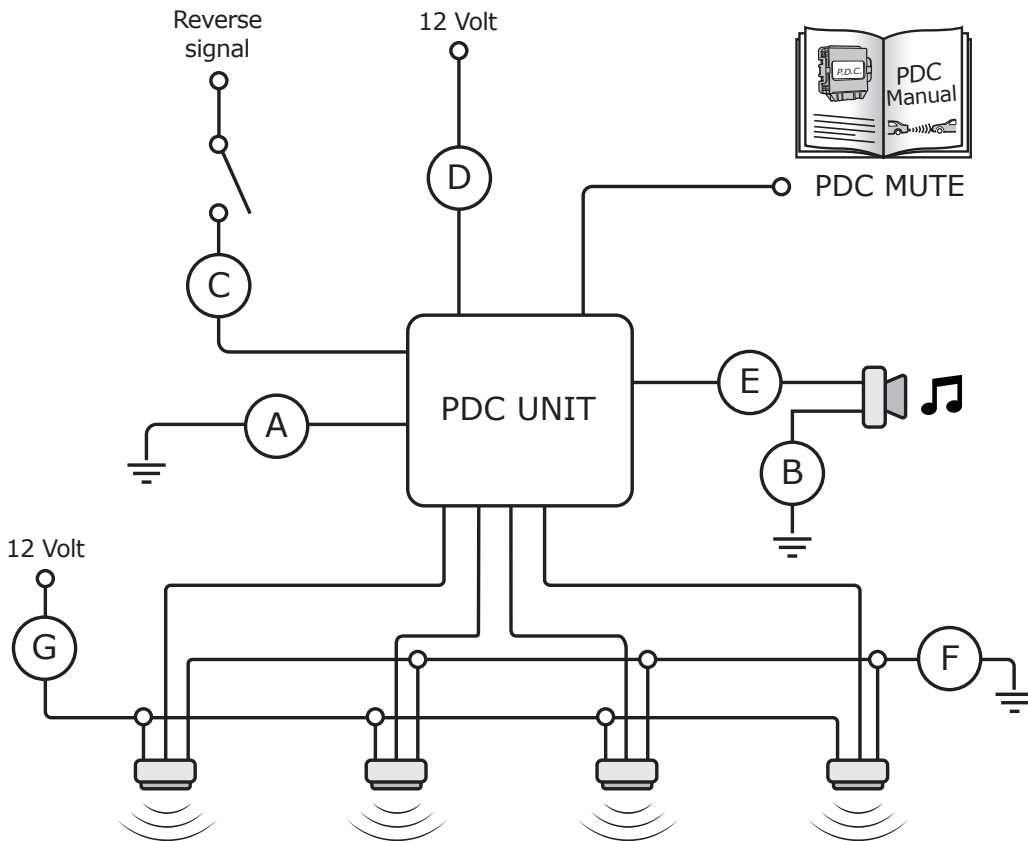 Reverse
signal
12 Volt
P.D.C.
PDC
Manual
PDC MUTE
D
C
PDC UNIT
E
A
B
12 Volt
G
F